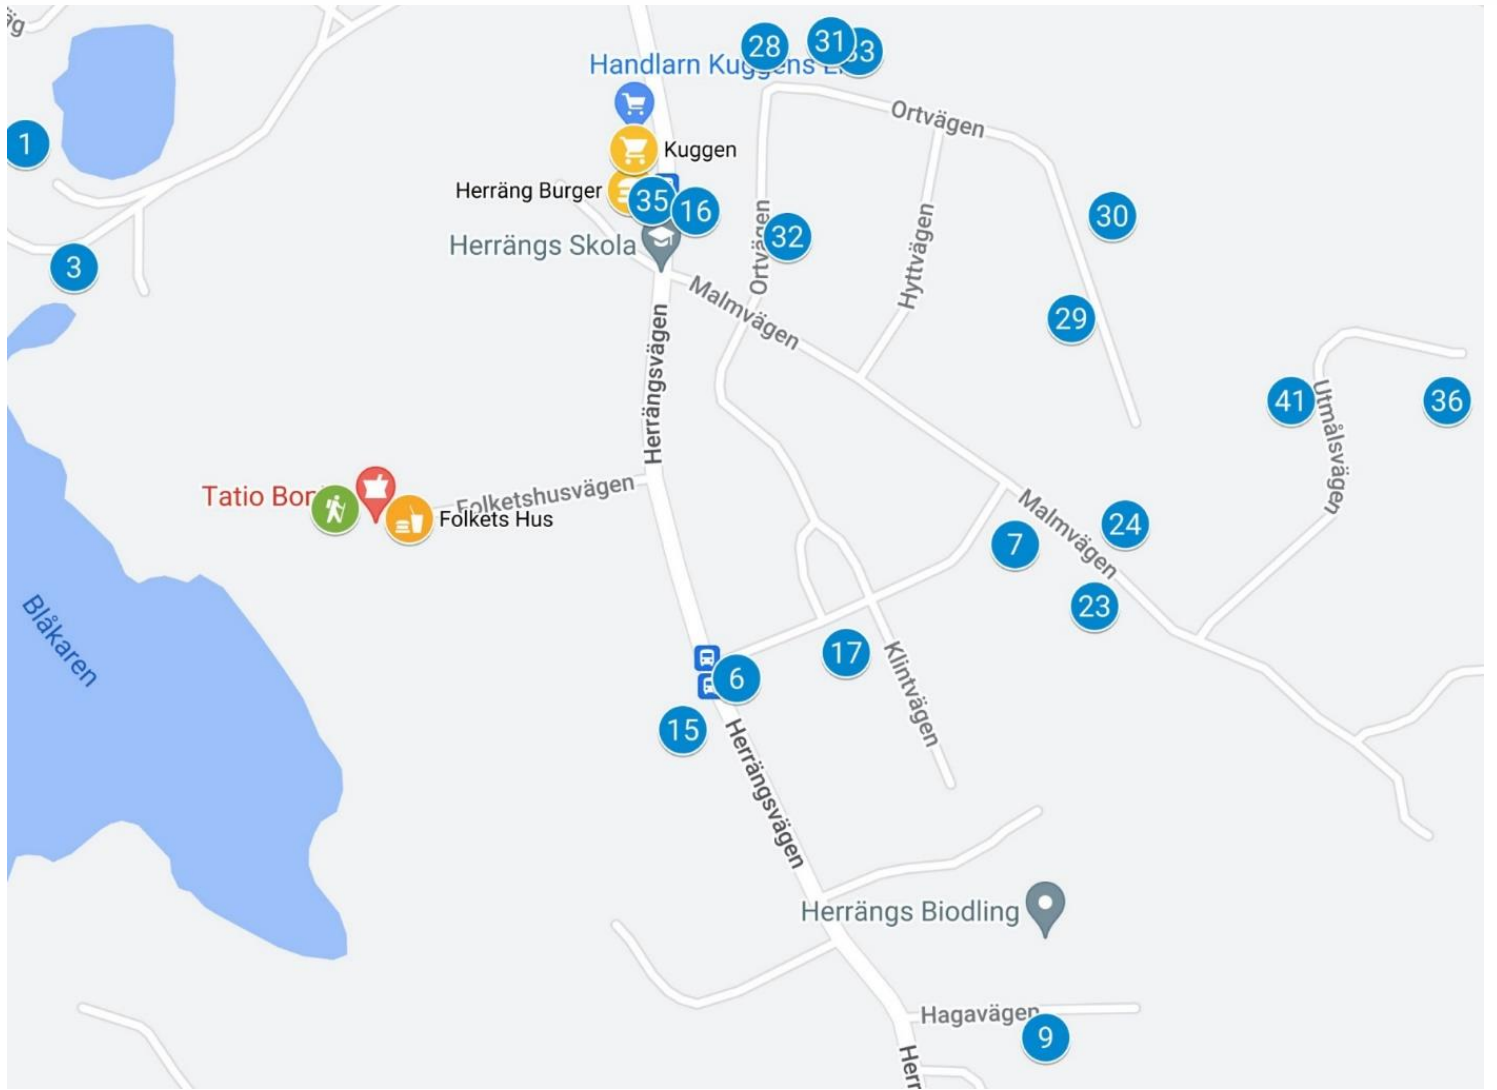 28
31
33
Handlarn Kuggens
Ortvägen
1
Kuggen
Herräng Burger
35
16
30
Herrängs Skola
Ortvägen
32
Hyttvägen
3
Malmvägen
29
Herrängsvägen
41
36
Utmålsvägen
Tatio
Folketshusvägen
Folkets Hus
Malmvägen
24
7
23
Blåkaren
17
Klintvägen
6
15
Herrängsvägen
Herrängs Biodling
Hagavägen
9